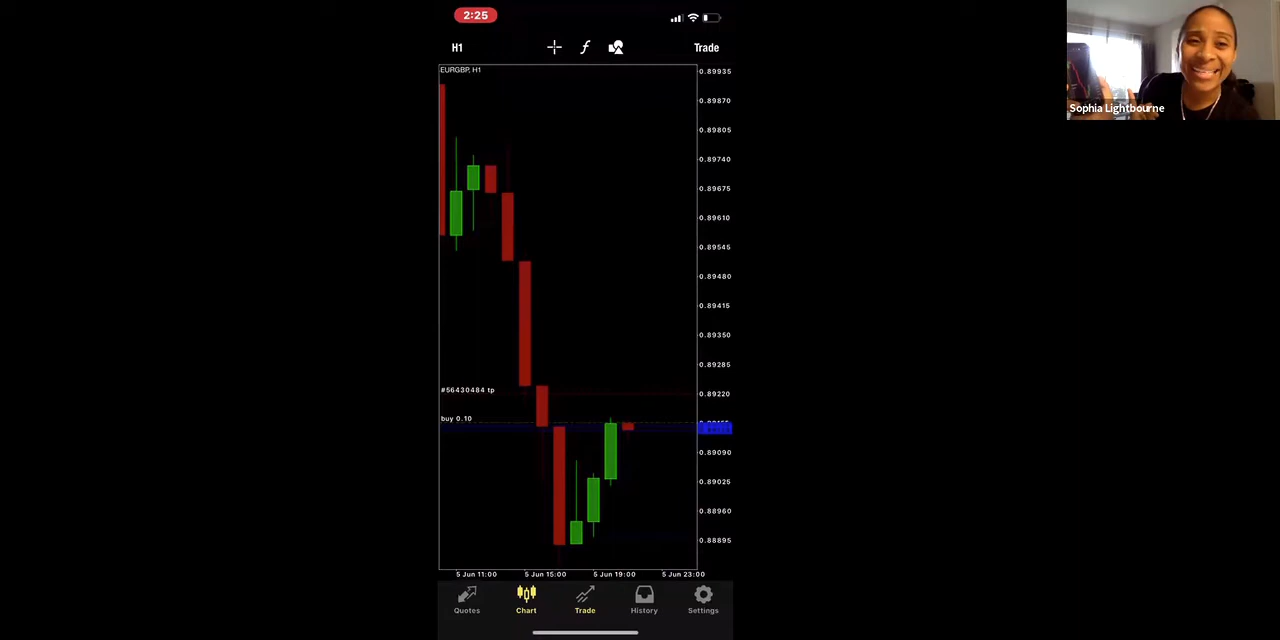 2:25
H1
f
Trade
EURGBP, H1
0.89935
0.89870
0.89805
0.89740
0.89675
0.89610
0.89545
0.89480
0.89415
0.89350
0.89285
#56430484 tp
0.89220
buy 0.10
0.89090
0.89025
0.88960
0.88895
5 Jun 11:00 5 Jun 15:00 5 Jun 19:00 5 Jun 23:00
Quotes Chart Trade History Settings
Sophia Lightbourne